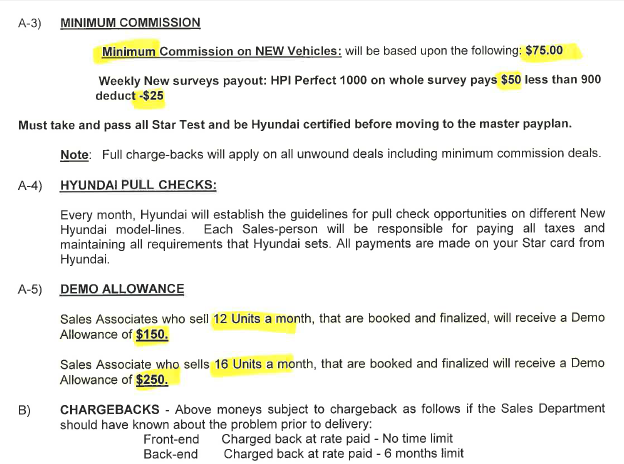 A-3) MINIMUM COMMISSION
Minimum Commission on NEW Vehicles: will be based upon the following: $75.00
Weekly New surveys payout: HPI Perfect 1000 on whole survey pays $50 less than 900
deduct -$25
Must take and pass all Star Test and be Hyundai certified before moving to the master payplan.
Note: Full charge-backs will apply on all unwound deals including minimum commission deals.
A-4) HYUNDAI PULL CHECKS:
Every month, Hyundai will establish the guidelines for pull check opportunities on different New
Hyundai model-lines. Each Sales-person will be responsible for paying all taxes and
maintaining all requirements that Hyundai sets. All payments are made on your Star card from
Hyundai.
A-5) DEMO ALLOWANCE
Sales Associates who sell 12 Units a month, that are booked and finalized, will receive a Demo
Allowance of $150.
Sales Associate who sells 16 Units a month, that are booked and finalized will receive a Demo
Allowance of $250.
B) CHARGEBACKS - Above moneys subject to chargeback as follows if the Sales Department
should have known about the problem prior to delivery:
Front-end Charged back at rate paid - No time limit
Back-end Charged back at rate paid - 6 months limit